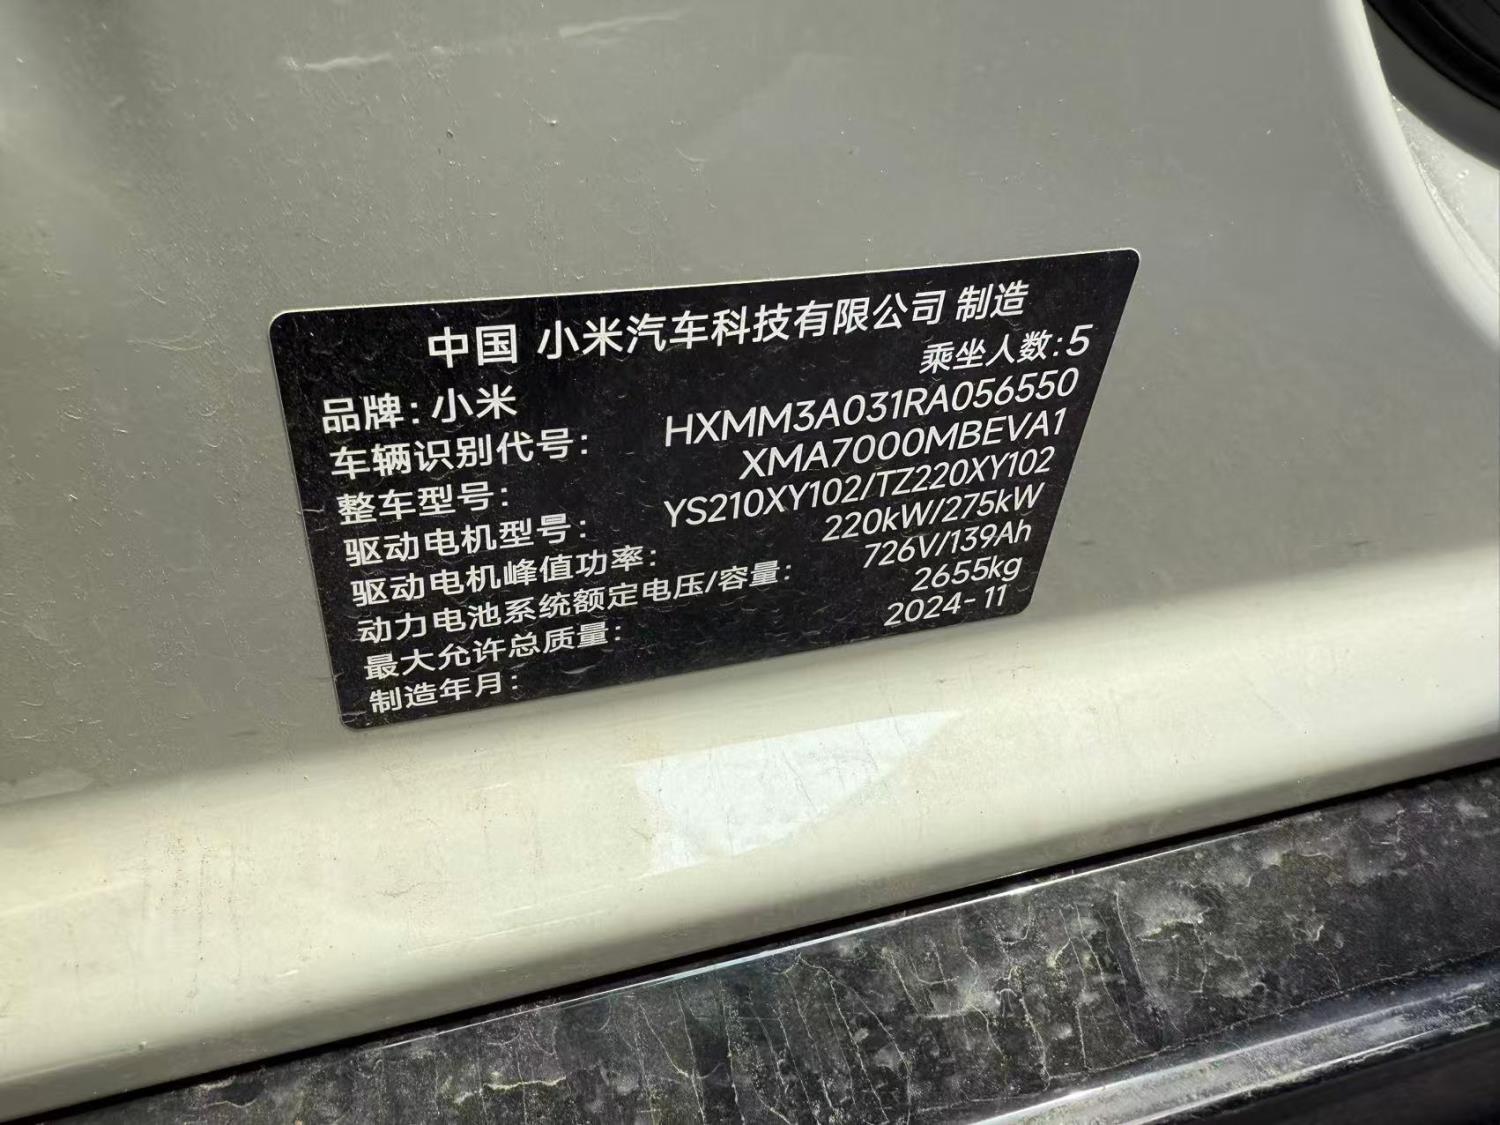 中国 小米汽车科技有限公司 制造
品牌:小米 乘坐人数:5
车辆识别代号: HXMM3A031RA056550
整车型号: XMA7000MBEVA1
驱动电机型号: YS210XY102/TZ220XY102
驱动电机峰值功率: 220kW/275kW
动力电池系统额定电压/容量: 726V/139Ah
最大允许总质量: 2655kg
制造年月: 2024-11